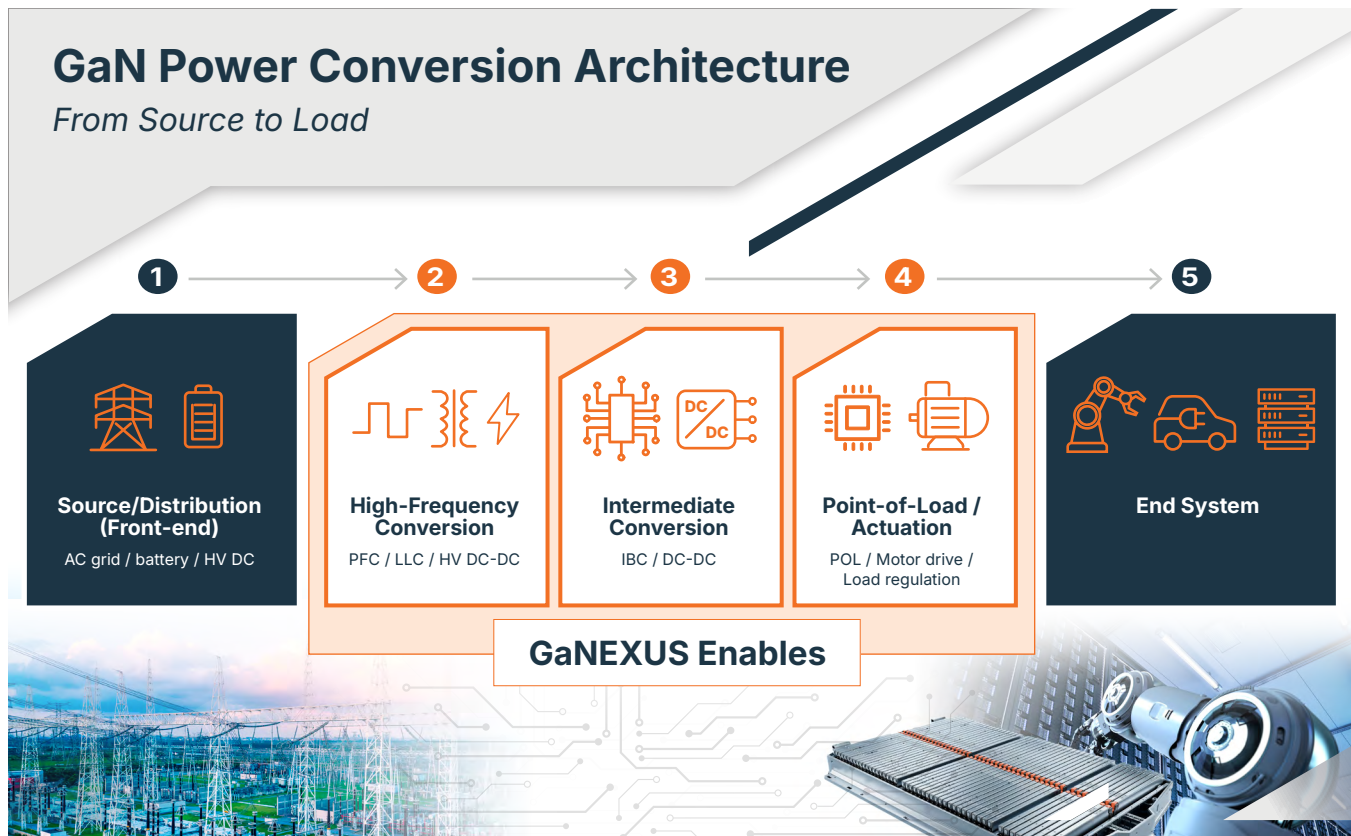 GaN Power Conversion Architecture
From Source to Load
1
2
3
4
5
DC
DC
Source/Distribution
(Front-end)
AC grid / battery / HV DC
High-Frequency
Conversion
PFC / LLC / HV DC-DC
Intermediate
Conversion
IBC / DC-DC
Point-of-Load /
Actuation
POL / Motor drive /
Load regulation
End System
GaNEXUS Enables